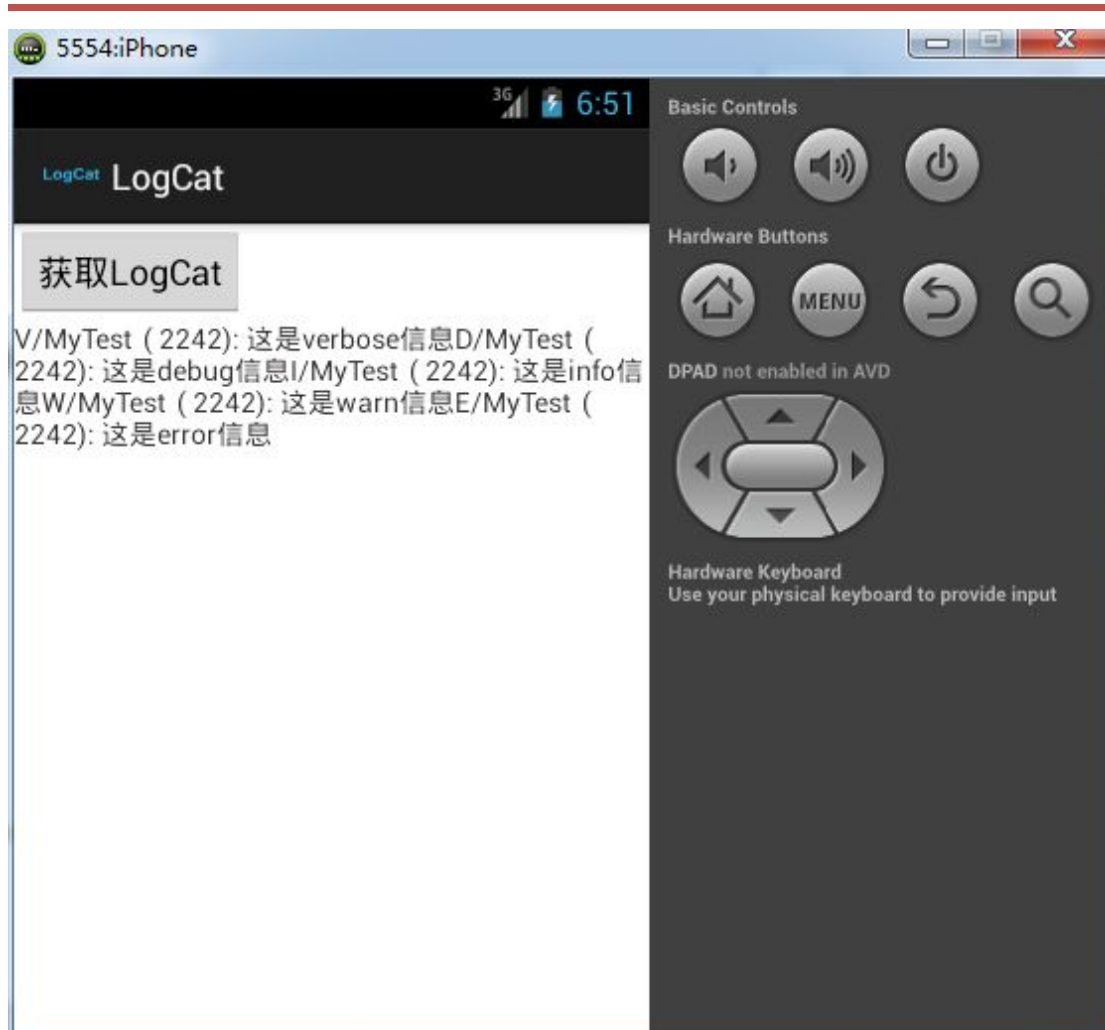 5554:iPhone
3G 6:51
LogCat LogCat
获取LogCat
V/MyTest ( 2242): 这是verbose信息D/MyTest (
2242): 这是debug信息I/MyTest ( 2242): 这是info信
息W/MyTest ( 2242): 这是warn信息E/MyTest (
2242): 这是error信息
Basic Controls
Hardware Buttons
MENU
DPAD not enabled in AVD
Hardware Keyboard
Use your physical keyboard to provide input